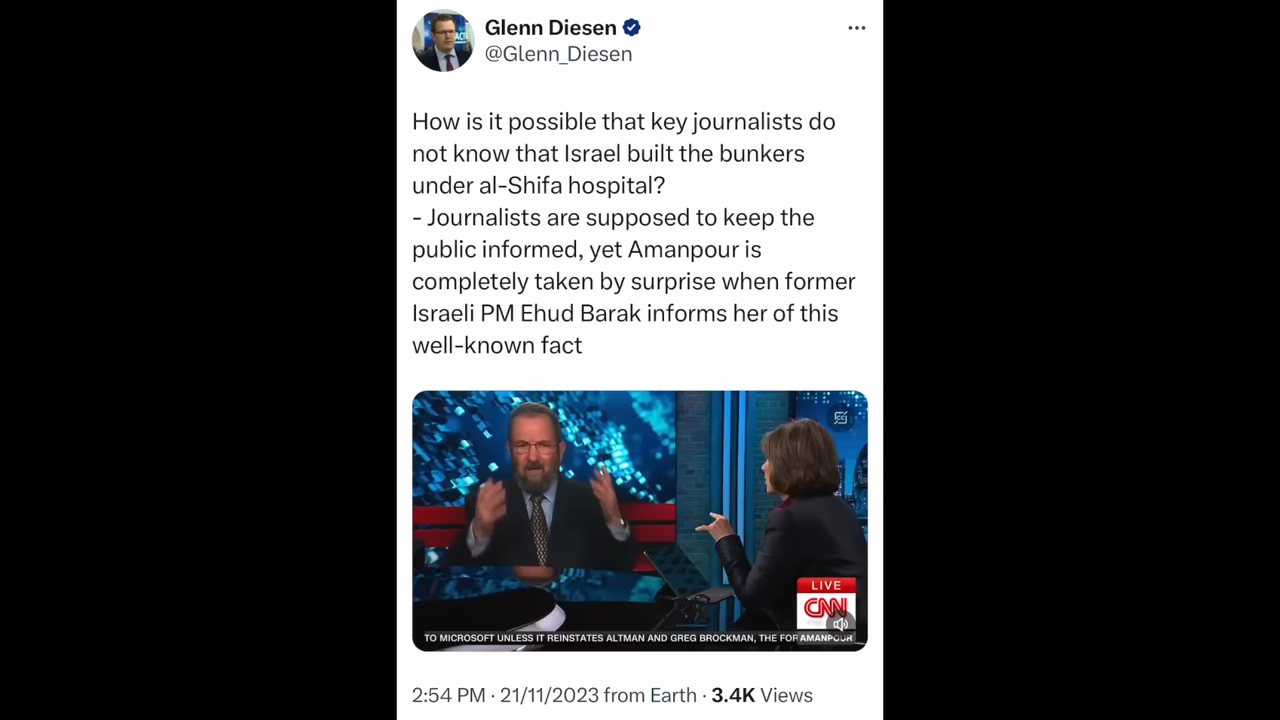 Glenn Diesen
@Glenn_Diesen
How is it possible that key journalists do
not know that Israel built the bunkers
under al-Shifa hospital?
- Journalists are supposed to keep the
public informed, yet Amanpour is
completely taken by surprise when former
Israeli PM Ehud Barak informs her of this
well-known fact
LIVE
CNN
TO MICROSOFT UNLESS IT REINSTATES ALTMAN AND GREG BROCKMAN, THE FOR AMANPOUR
2:54 PM · 21/11/2023 from Earth · 3.4K Views